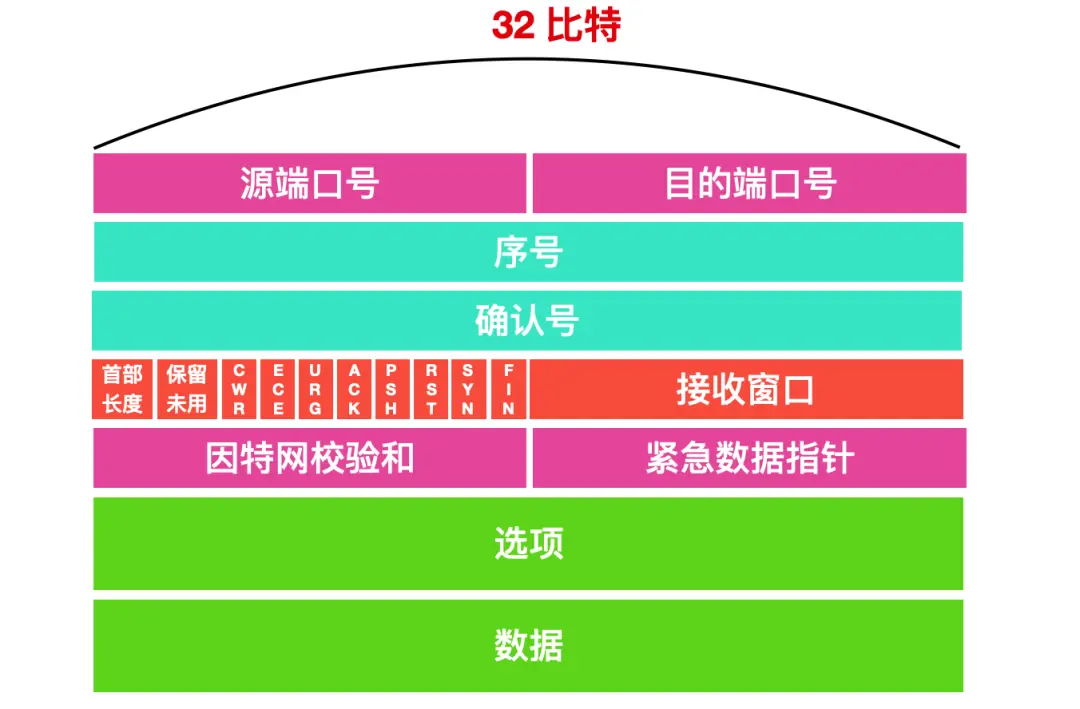 32 比特
源端口号 目的端口号
序号
确认号
首部长度 保留未用 CWR ECE URG ACK PSH RST SYN FIN 接收窗口
因特网校验和 紧急数据指针
选项
数据